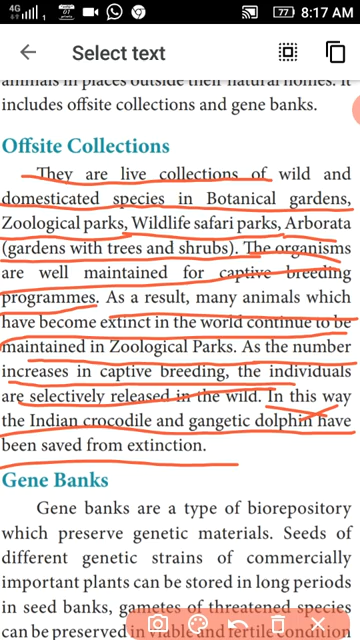 4G
77 8:17 AM
Select text
animals in places outside their natural homes. It
includes offsite collections and gene banks.
Offsite Collections
They are live collections of wild and
domesticated species in Botanical gardens,
Zoological parks, Wildlife safari parks, Arborata
(gardens with trees and shrubs). The organisms
are well maintained for captive breeding
programmes. As a result, many animals which
have become extinct in the world continue to be
maintained in Zoological Parks. As the number
increases in captive breeding, the individuals
are selectively released in the wild. In this way
the Indian crocodile and gangetic dolphin have
been saved from extinction.
Gene Banks
Gene banks are a type of biorepository
which preserve genetic materials. Seeds of
different genetic strains of commercially
important plants can be stored in long periods
in seed banks, gametes of threatened species
can be preserved in viable and fertile condition